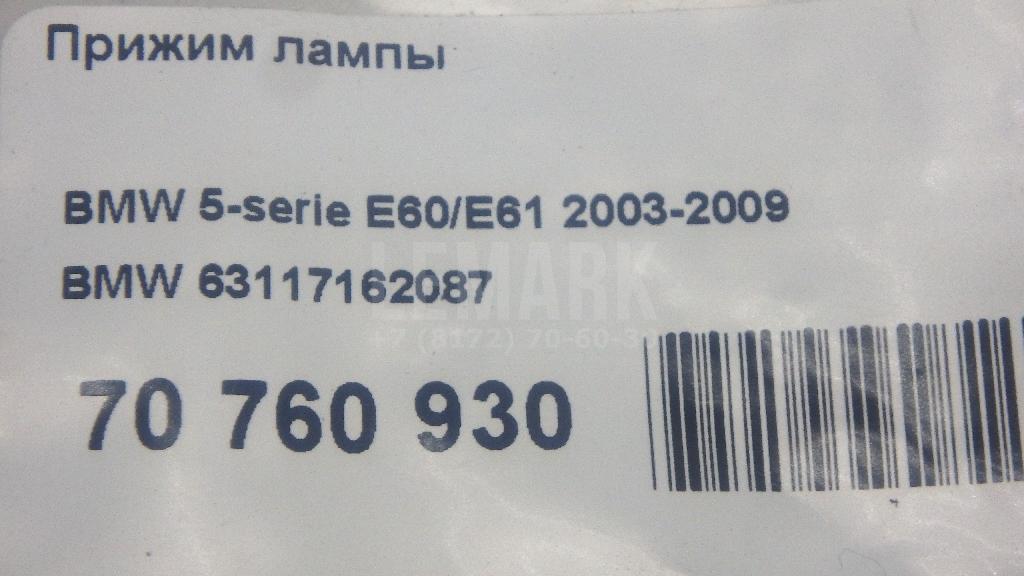 Прижим лампы
BMW 5-serie E60/E61 2003-2009
BMW 63117162087
LEMARK
+7 (8172) 70-60-30
70 760 930